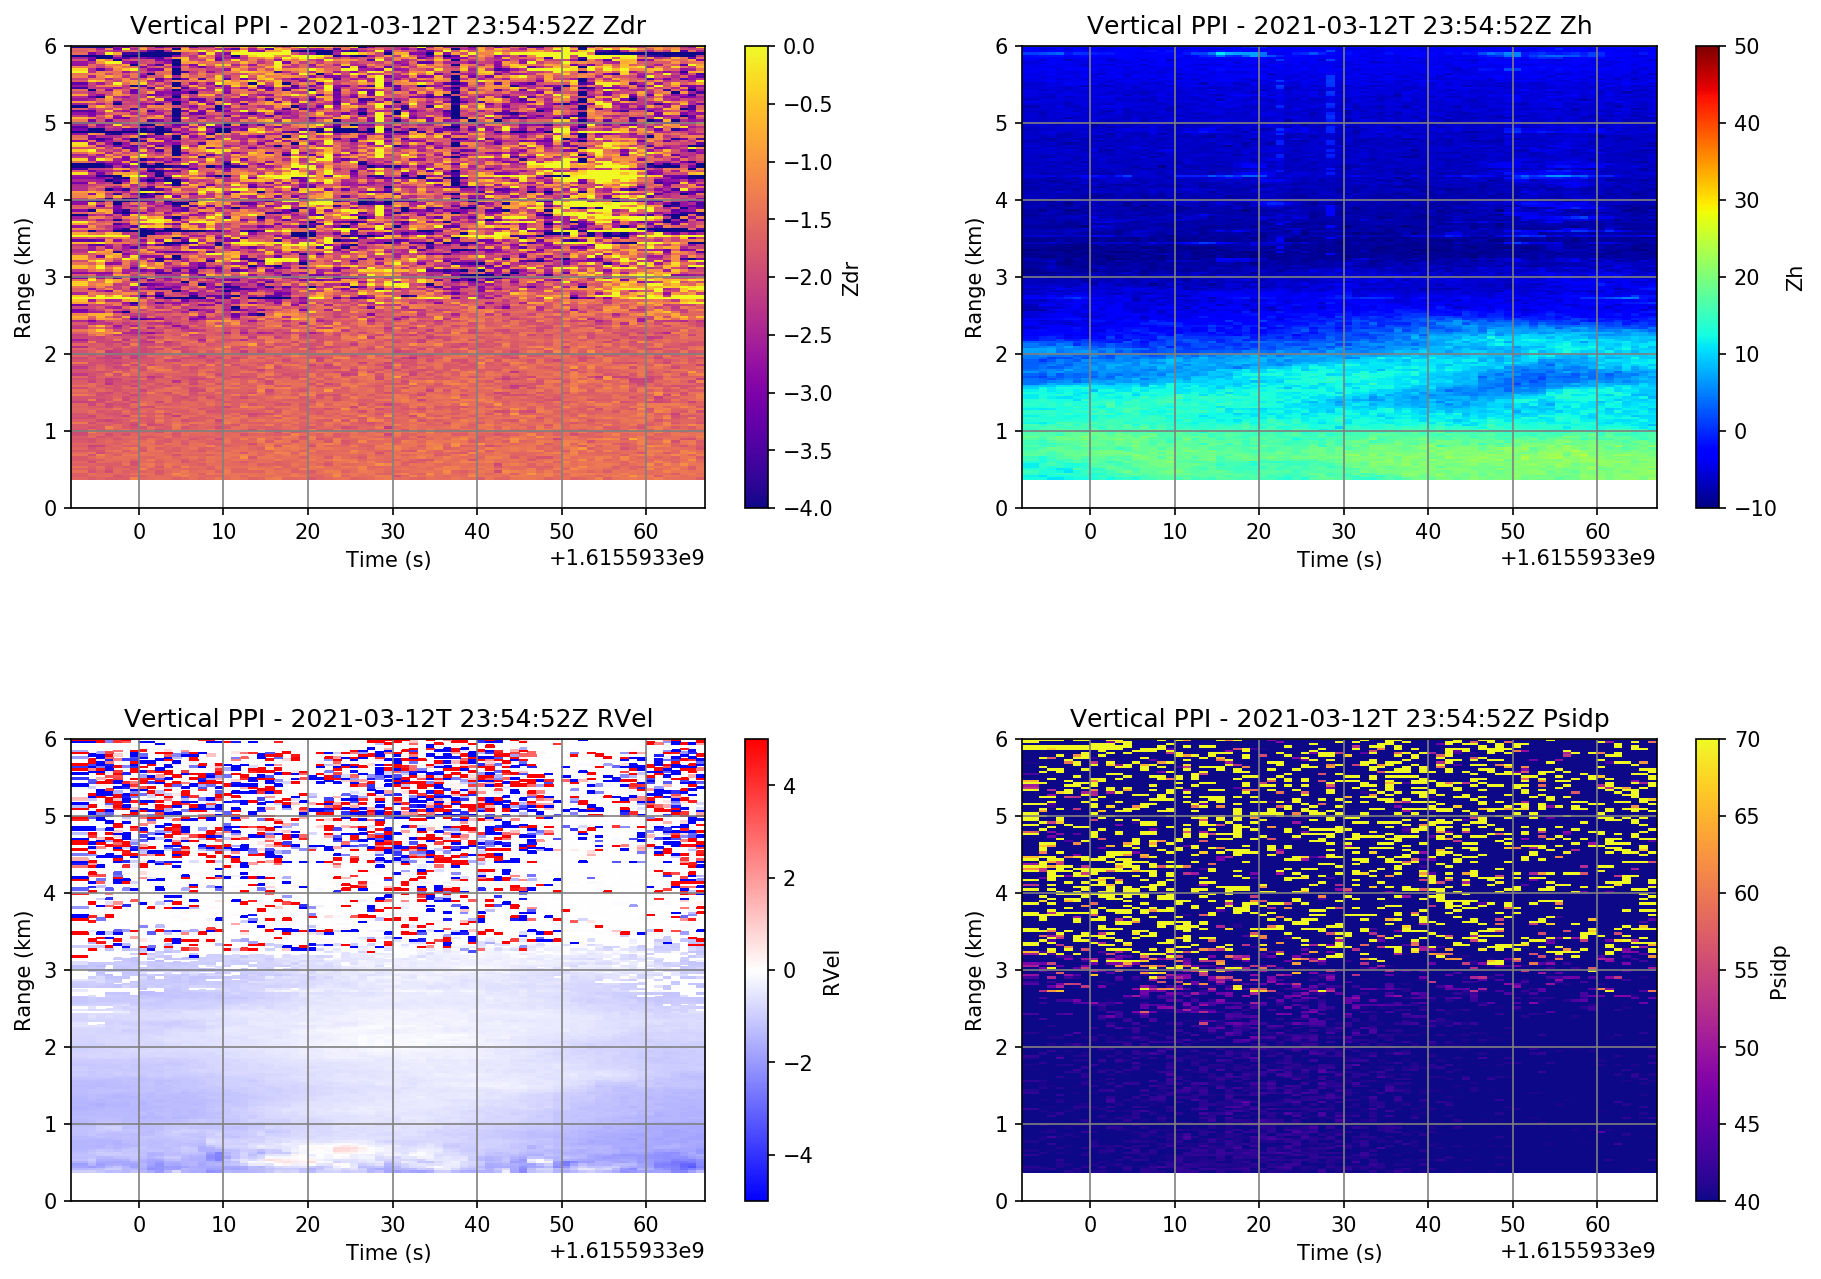 Vertical PPI - 2021-03-12T 23:54:52Z Zdr
6
5
4
3
2
1
0
Range (km)
0 10 20 30 40 50 60
Time (s)
+1.6155933e9
0.0
−0.5
−1.0
−1.5
−2.0
−2.5
−3.0
−3.5
−4.0
Zdr
Vertical PPI - 2021-03-12T 23:54:52Z Zh
6
5
4
3
2
1
0
Range (km)
0 10 20 30 40 50 60
Time (s)
+1.6155933e9
50
40
30
20
10
0
−10
Zh
Vertical PPI - 2021-03-12T 23:54:52Z RVel
6
5
4
3
2
1
0
Range (km)
0 10 20 30 40 50 60
Time (s)
+1.6155933e9
4
2
0
−2
−4
RVel
Vertical PPI - 2021-03-12T 23:54:52Z Psidp
6
5
4
3
2
1
0
Range (km)
0 10 20 30 40 50 60
Time (s)
+1.6155933e9
70
65
60
55
50
45
40
Psidp